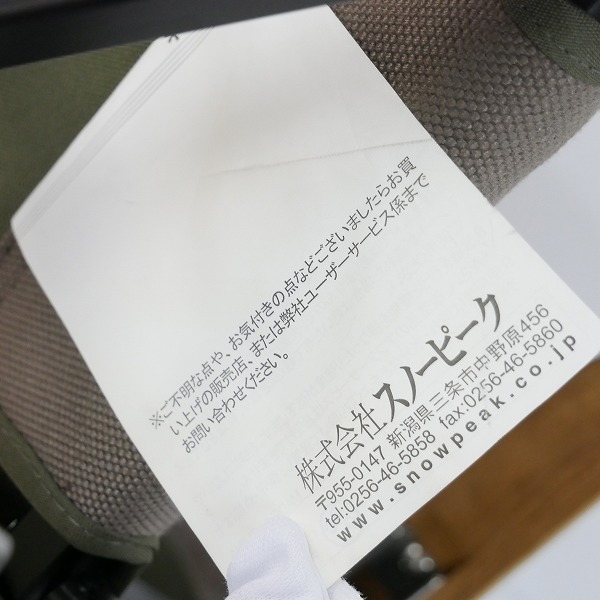 ※ご不明な点や、お気付きの点などございましたらお買
い上げの販売店、または弊社ユーザーサービス係まで
お問い合わせください。
株式会社スノーピーク
〒955-0147 新潟県三条市中野原456
tel:0256-46-5858 fax:0256-46-5860
www.snowpeak.co.jp